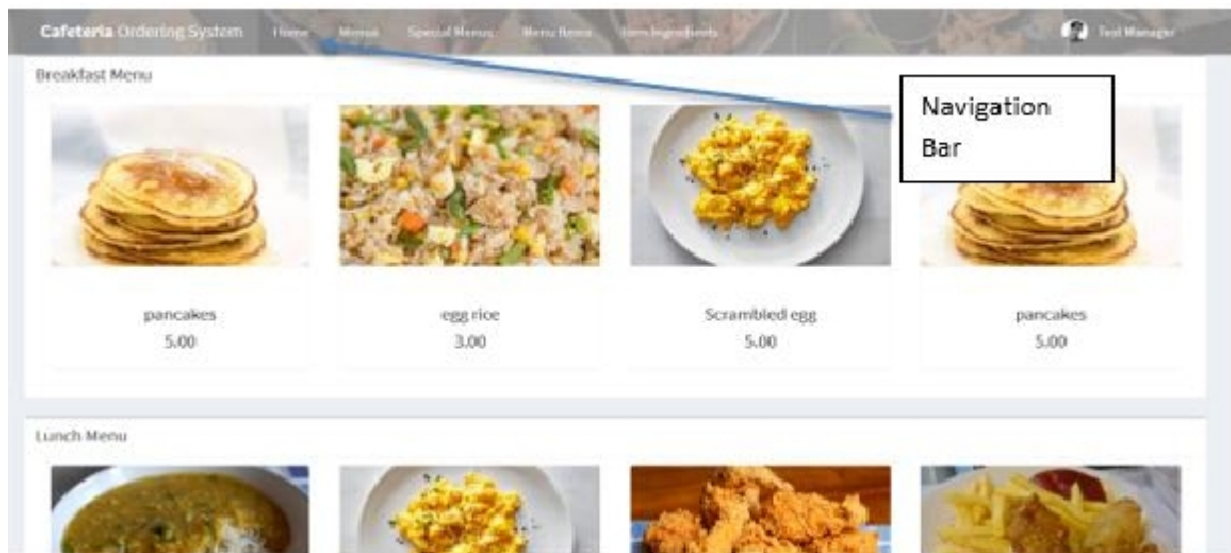 Cafeteria Ordering System Home Menus Special Menus Menu Items Item Ingredients Test Manager
Breakfast Menu
Navigation
Bar
pancakes egg rice Scrambled egg pancakes
5.00 3.00 5.00 5.00
Lunch Menu